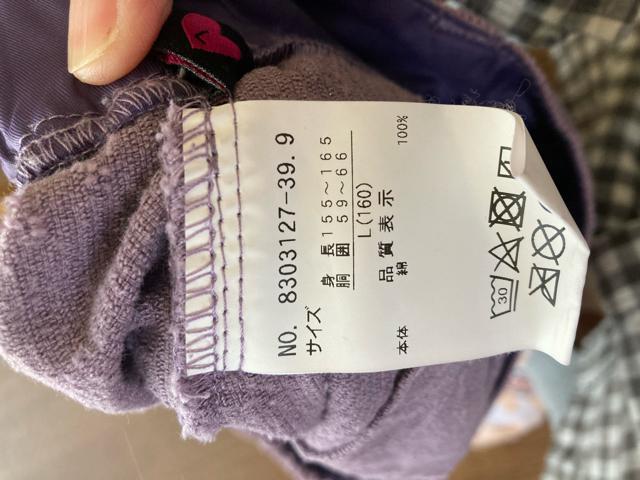 NO. 8303127-39. 9
サイズ
身 長 155～165
胴 囲 59～66
L(160)
品質表示
本体 綿 100%
30